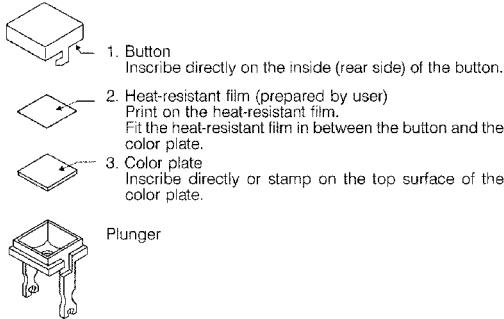 1. Button
Inscribe directly on the inside (rear side) of the button.
2. Heat-resistant film (prepared by user)
Print on the heat-resistant film.
Fit the heat-resistant film in between the button and the
color plate.
3. Color plate
Inscribe directly or stamp on the top surface of the
color plate.
Plunger